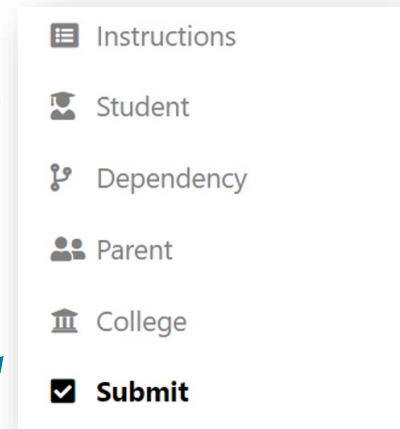 Instructions
Student
Dependency
Parent
College
Submit